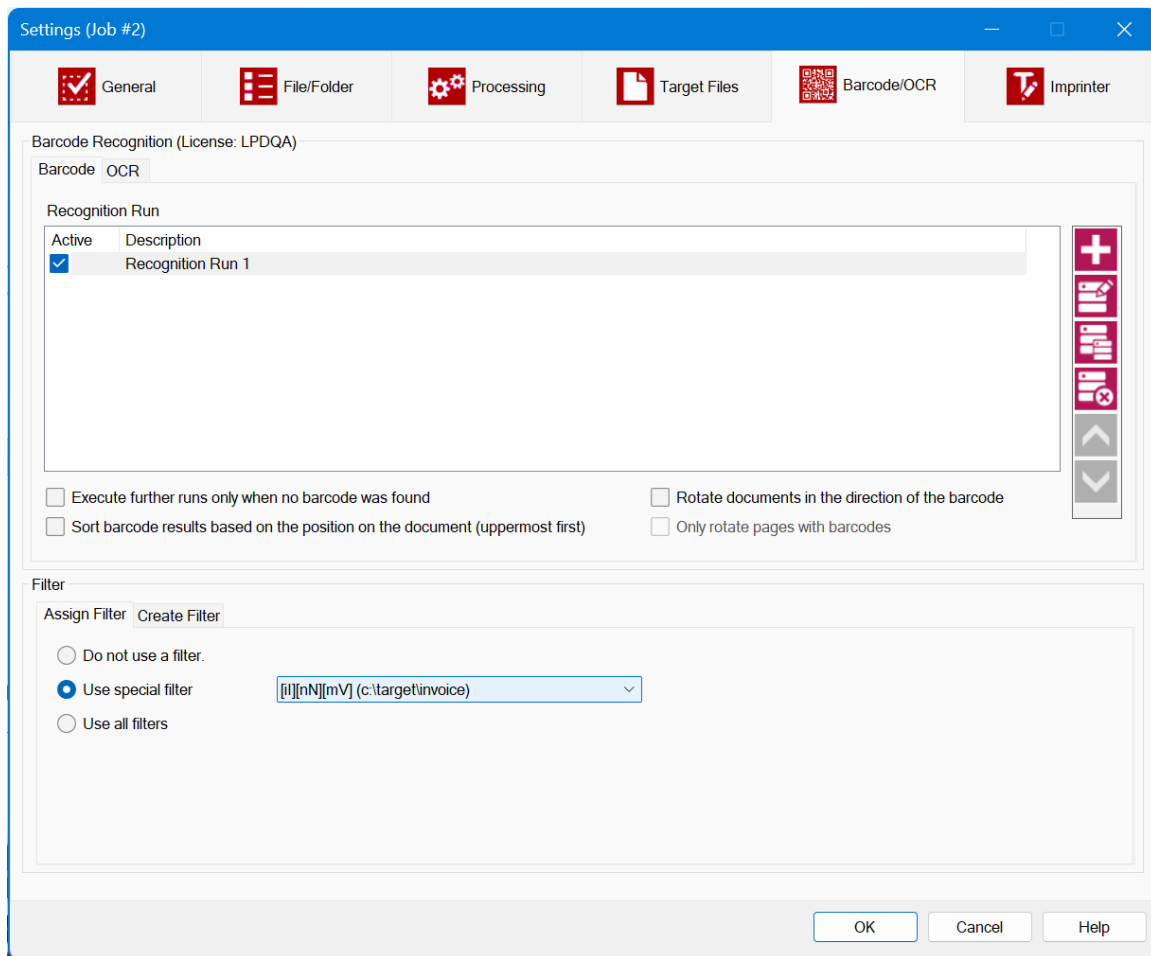 Settings (Job #2)
General File/Folder Processing Target Files Barcode/OCR Imprinter
Barcode Recognition (License: LPDQA)
Barcode OCR
Recognition Run
Active Description
Recognition Run 1
Execute further runs only when no barcode was found Rotate documents in the direction of the barcode
Sort barcode results based on the position on the document (uppermost first) Only rotate pages with barcodes
Filter
Assign Filter Create Filter
Do not use a filter.
Use special filter [iI][nN][mV] (c:\target\invoice)
Use all filters
OK Cancel Help